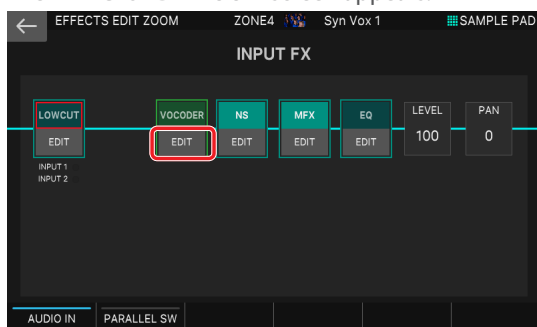 EFFECTS EDIT ZOOM ZONE4 Syn Vox 1 SAMPLE PAD
INPUT FX
LOWCUT VOCODER NS MFX EQ LEVEL PAN
EDIT EDIT EDIT EDIT EDIT 100 0
INPUT 1
INPUT 2
AUDIO IN PARALLEL SW